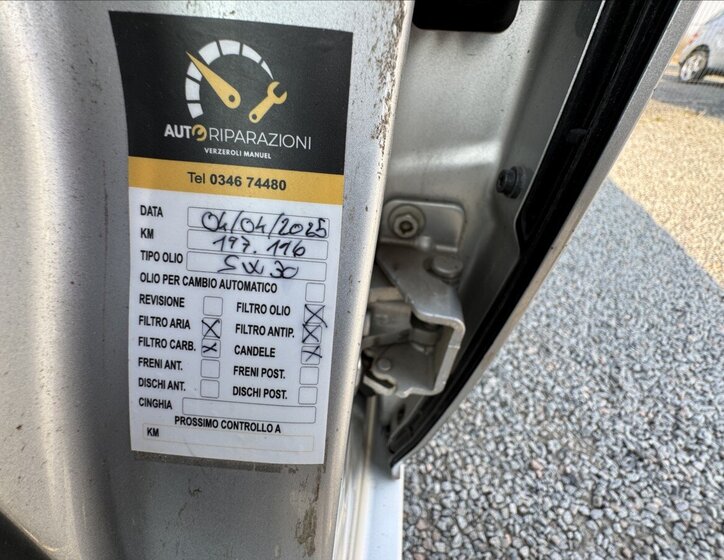 AUTORIPARAZIONI
VERZEROLI MANUEL
Tel 0346 74480
DATA 04/04/2025
KM 197.116
TIPO OLIO 5W30
OLIO PER CAMBIO AUTOMATICO
REVISIONE FILTRO OLIO
FILTRO ARIA FILTRO ANTIP.
FILTRO CARB. CANDELE
FRENI ANT. FRENI POST.
DISCHI ANT. DISCHI POST.
CINGHIA
PROSSIMO CONTROLLO A
KM